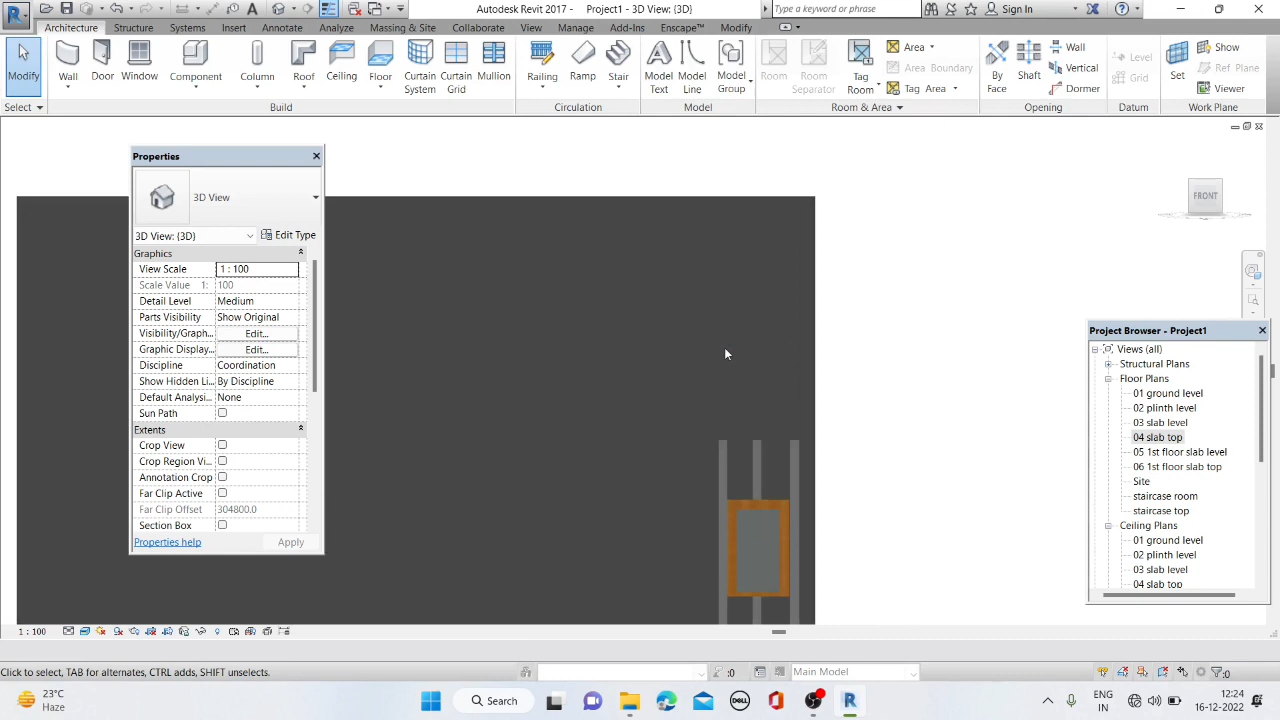 Autodesk Revit 2017 - Project1 - 3D View: {3D}
Type a keyword or phrase
Sign In
Architecture Structure Systems Insert Annotate Analyze Massing & Site Collaborate View Manage Add-Ins Enscape™ Modify
Modify
Wall
Door
Window
Component
Column
Roof
Ceiling
Floor
Curtain System
Curtain Grid
Mullion
Railing
Ramp
Stair
Model Text
Model Line
Model Group
Room
Room Separator
Tag Room
Area
Area Boundary
Tag Area
By Face
Shaft
Wall
Vertical
Dormer
Level
Grid
Set
Show
Ref Plane
Viewer
Select
Build
Circulation
Model
Room & Area
Opening
Datum
Work Plane
Properties
3D View
3D View: {3D} Edit Type
Graphics
View Scale 1 : 100
Scale Value 1: 100
Detail Level Medium
Parts Visibility Show Original
Visibility/Graph... Edit...
Graphic Display... Edit...
Discipline Coordination
Show Hidden Li... By Discipline
Default Analysi... None
Sun Path
Extents
Crop View
Crop Region Vi...
Annotation Crop
Far Clip Active
Far Clip Offset 304800.0
Section Box
Properties help Apply
FRONT
Project Browser - Project1
Views (all)
Structural Plans
Floor Plans
01 ground level
02 plinth level
03 slab level
04 slab top
05 1st floor slab level
06 1st floor slab top
Site
staircase room
staircase top
Ceiling Plans
01 ground level
02 plinth level
03 slab level
04 slab top
1 : 100
Click to select, TAB for alternates, CTRL adds, SHIFT unselects.
:0
Main Model
:0
23°C
Haze
Search
DELL
ENG
IN
12:24
16-12-2022